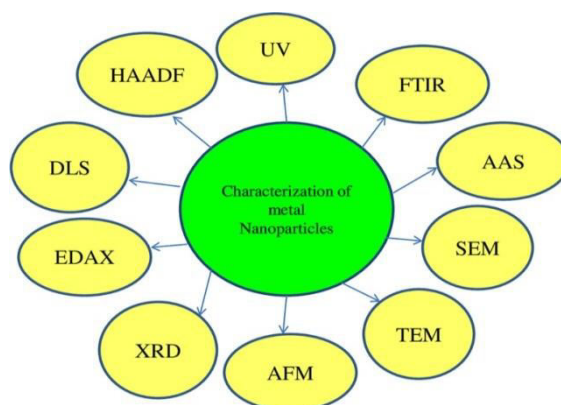 UV
HAADF
FTIR
DLS
AAS
Characterization of
metal
Nanoparticles
EDAX
SEM
XRD
TEM
AFM